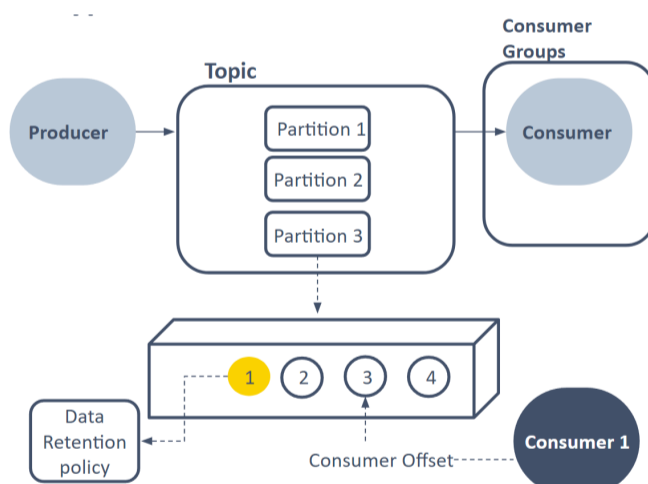 Consumer
Groups
Topic
Producer
Partition 1
Partition 2
Partition 3
Consumer
1
2
3
4
Data
Retention
policy
Consumer Offset
Consumer 1